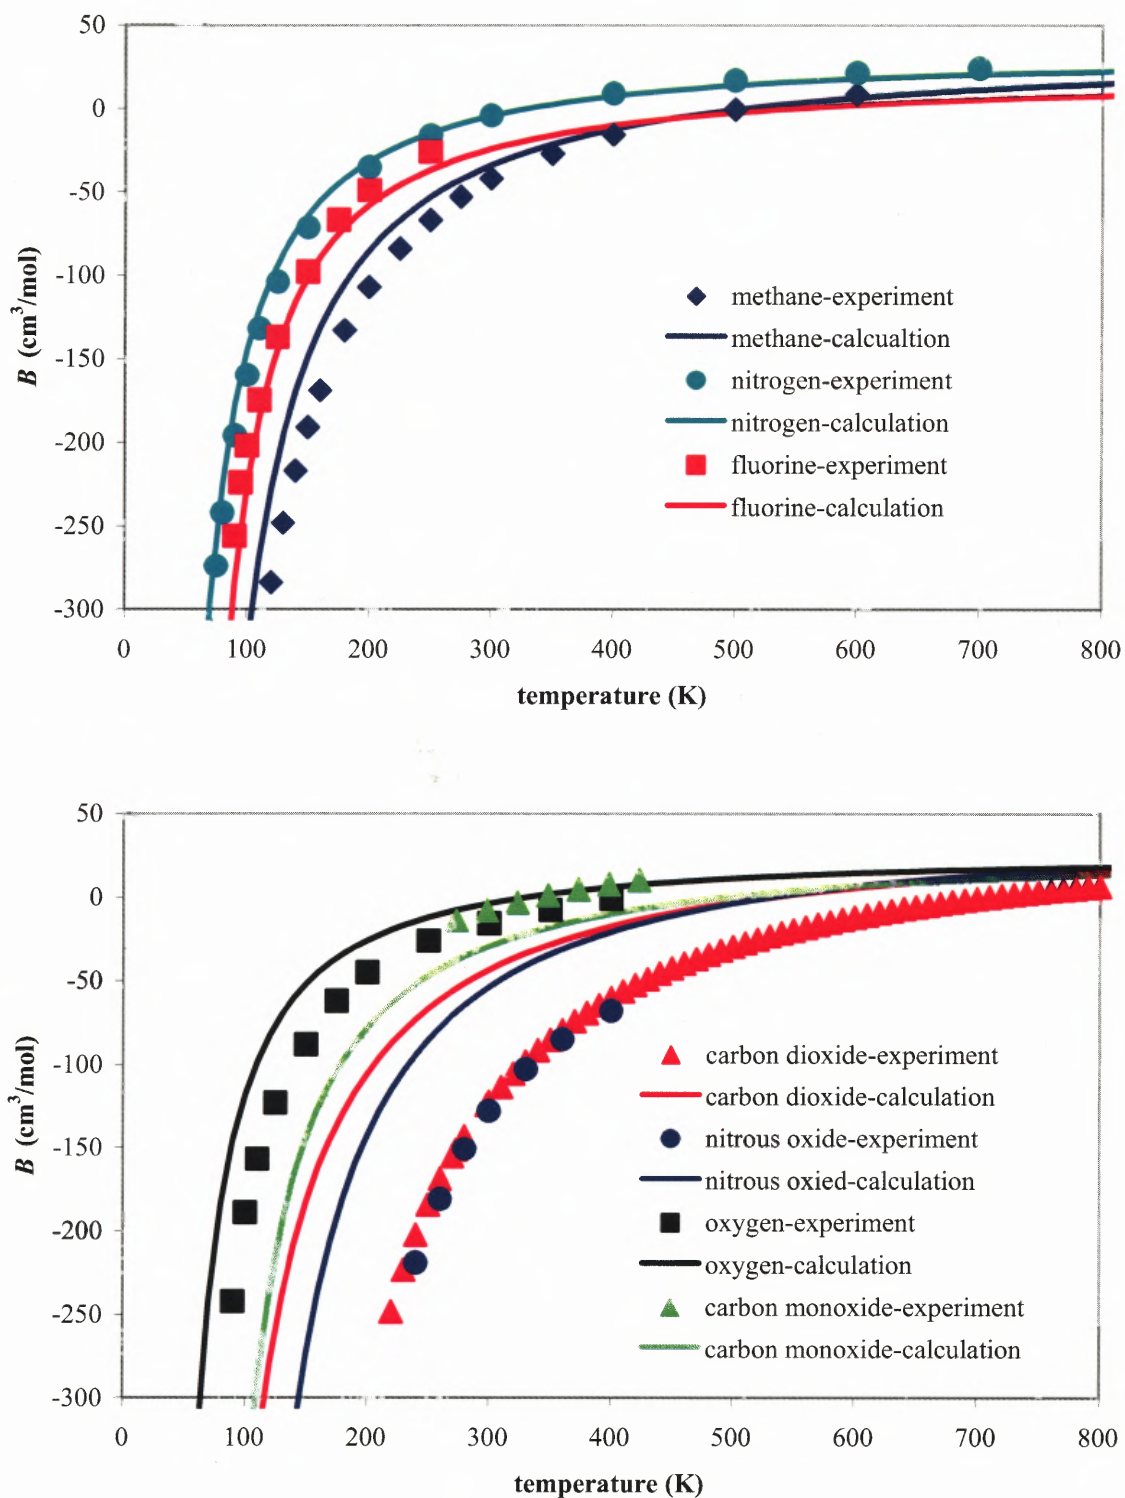 50
0
-50
-100
-150
-200
-250
-300
B (cm³/mol)
methane-experiment
methane-calcualtion
nitrogen-experiment
nitrogen-calculation
fluorine-experiment
fluorine-calculation
0 100 200 300 400 500 600 700 800
temperature (K)
50
0
-50
-100
-150
-200
-250
-300
B (cm³/mol)
carbon dioxide-experiment
carbon dioxide-calculation
nitrous oxide-experiment
nitrous oxied-calculation
oxygen-experiment
oxygen-calculation
carbon monoxide-experiment
carbon monoxide-calculation
0 100 200 300 400 500 600 700 800
temperature (K)